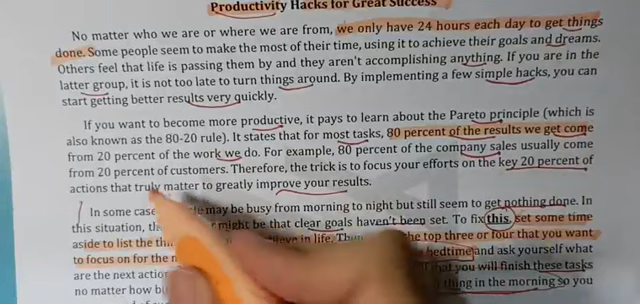 Productivity Hacks for Great Success
No matter who we are or where we are from, we only have 24 hours each day to get things
done. Some people seem to make the most of their time, using it to achieve their goals and dreams.
Others feel that life is passing them by and they aren't accomplishing anything. If you are in the
latter group, it is not too late to turn things around. By implementing a few simple hacks, you can
start getting better results very quickly.
If you want to become more productive, it pays to learn about the Pareto principle (which is
also known as the 80-20 rule). It states that for most tasks, 80 percent of the results we get come
from 20 percent of the work we do. For example, 80 percent of the company sales usually come
from 20 percent of customers. Therefore, the trick is to focus your efforts on the key 20 percent of
actions that truly matter to greatly improve your results.
In some may be busy from morning to night but still seem to get nothing done. In
this situation, might be that clear goals haven't been set. To fix this, set some time
aside to list the in life. the top three or four that you want
to focus on for the bedtime and ask yourself what
are the next that you will finish these tasks
no matter how thing in the morning so you